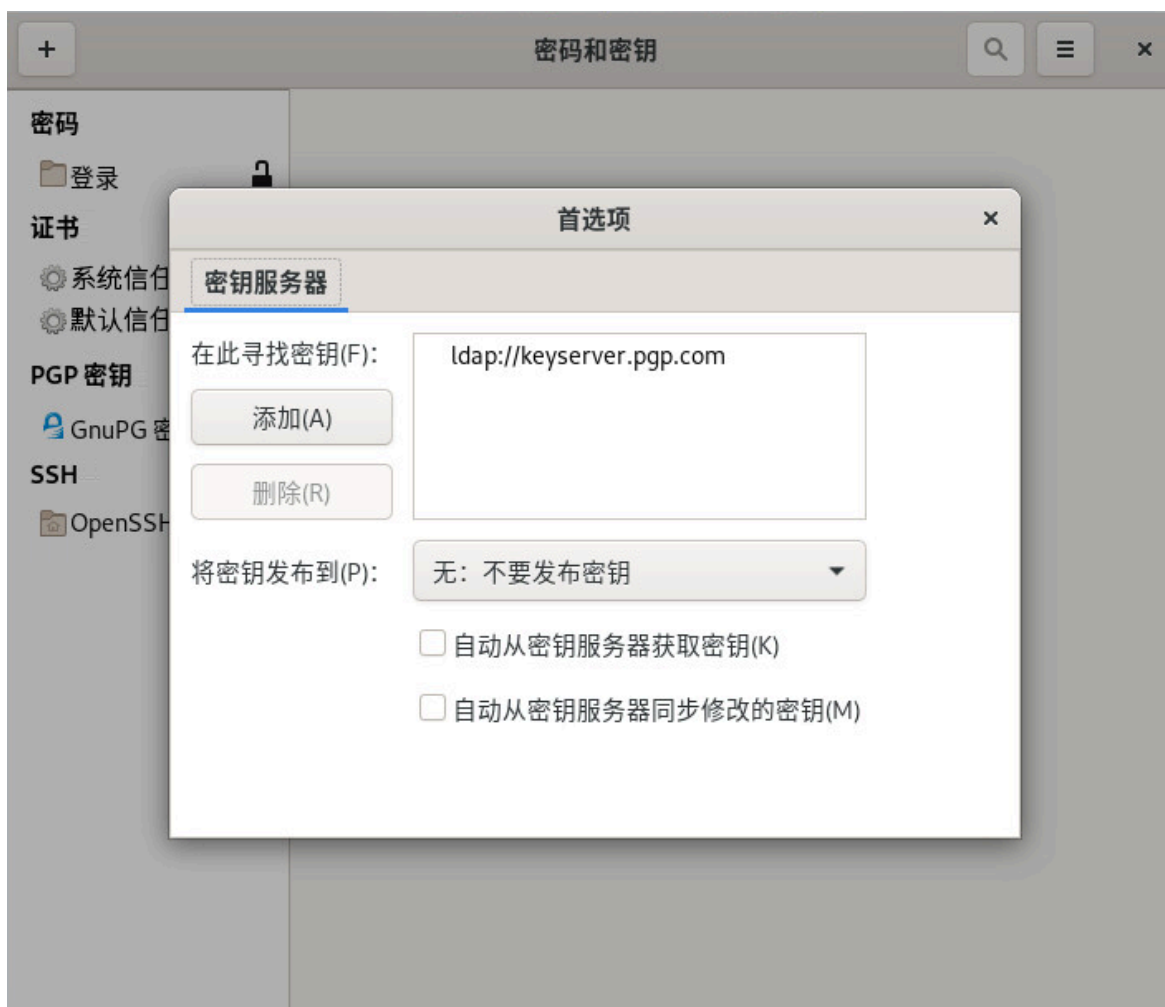 密码和密钥
密码
登录
证书
系统信任
默认信任
PGP 密钥
GnuPG 密
SSH
OpenSSH
首选项
密钥服务器
在此寻找密钥(F)：
ldap://keyserver.pgp.com
添加(A)
删除(R)
将密钥发布到(P)：
无：不要发布密钥
自动从密钥服务器获取密钥(K)
自动从密钥服务器同步修改的密钥(M)